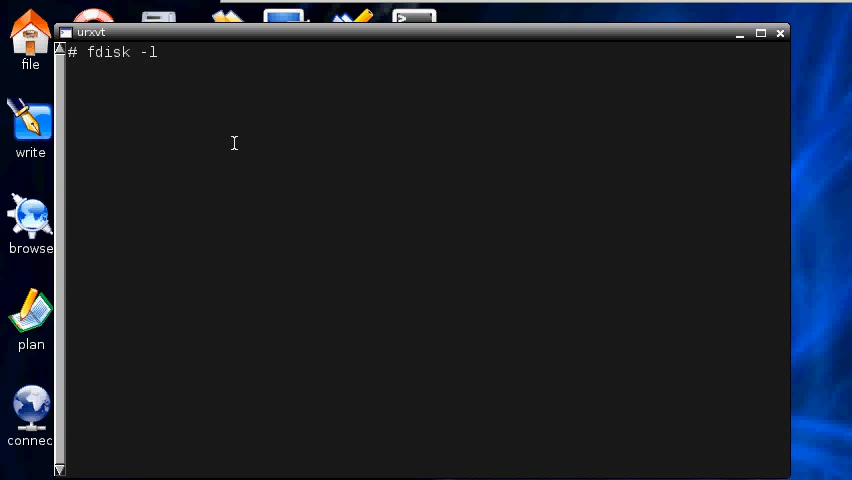 urxvt
# fdisk -l
file
write
browse
plan
connec